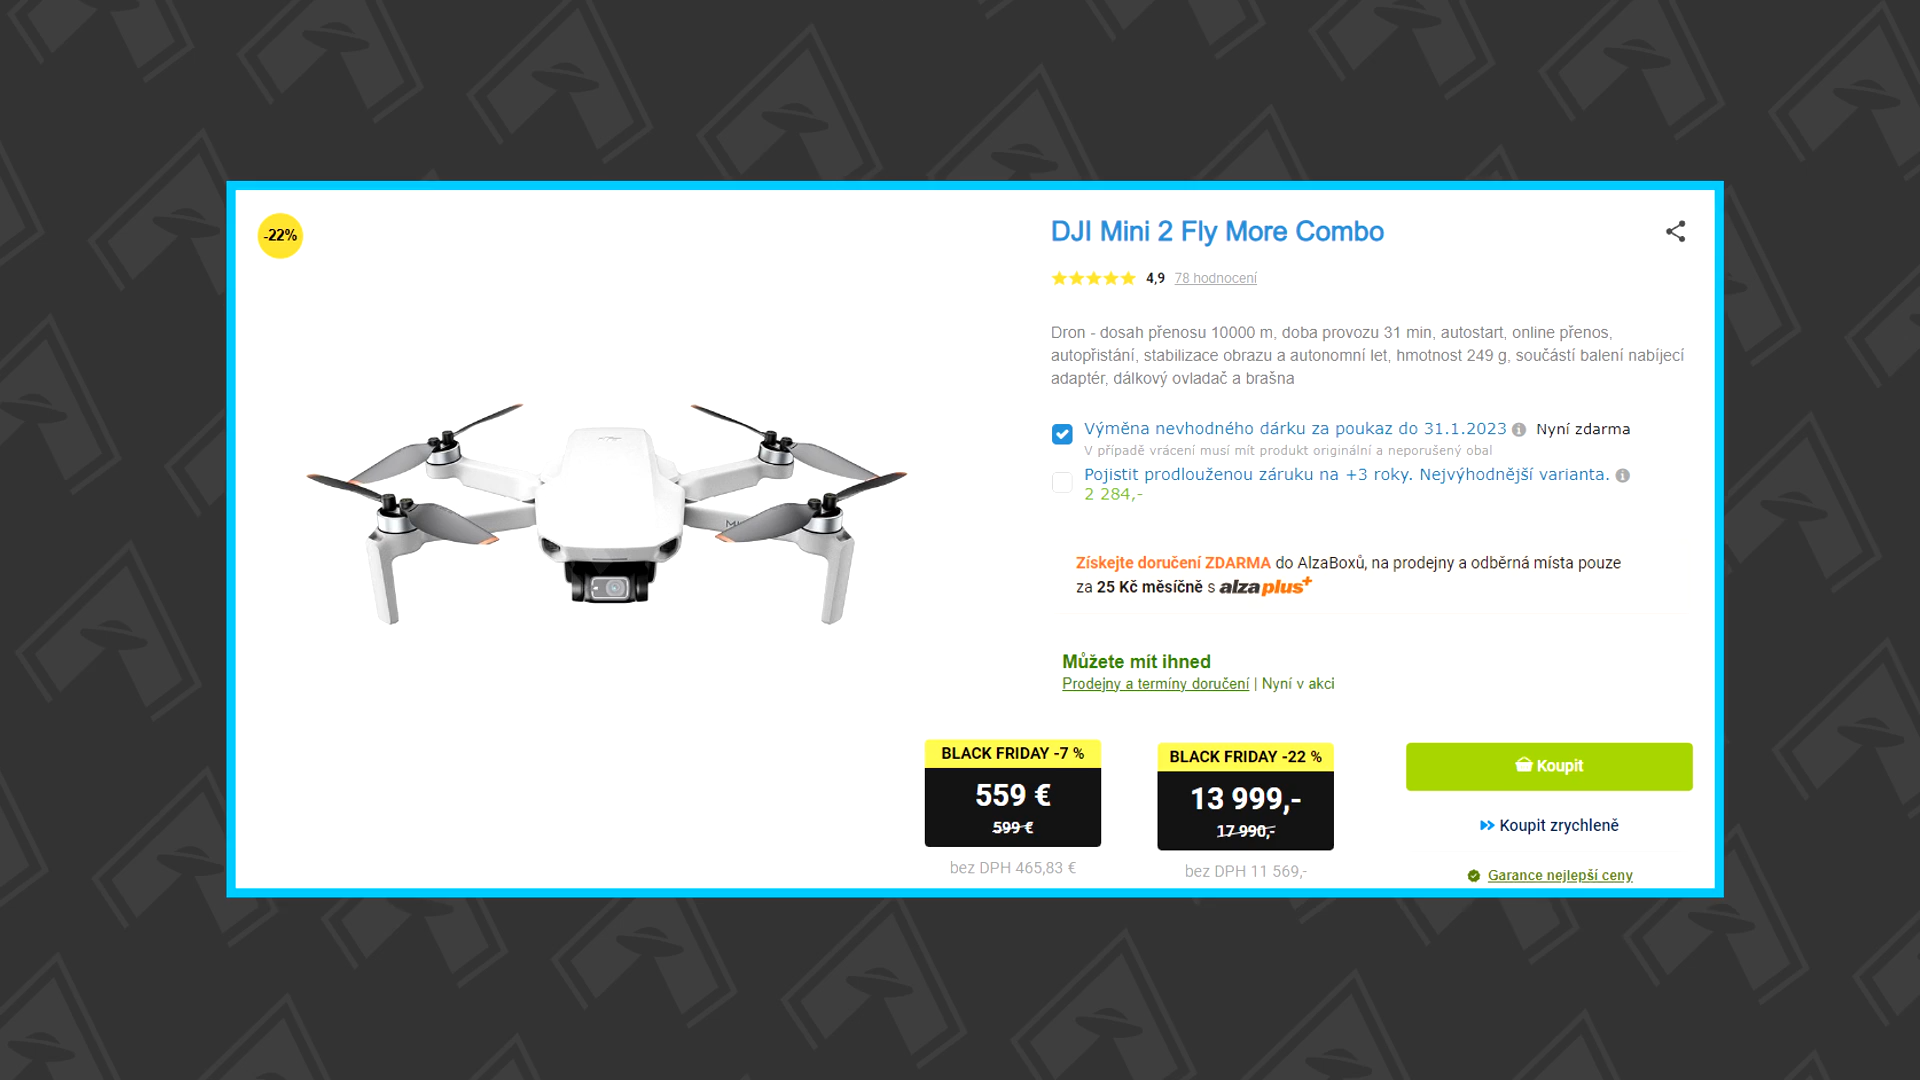 -22%
DJI Mini 2 Fly More Combo
4,9 78 hodnocení
Dron - dosah přenosu 10000 m, doba provozu 31 min, autostart, online přenos,
autopřistání, stabilizace obrazu a autonomní let, hmotnost 249 g, součástí balení nabíjecí
adaptér, dálkový ovladač a brašna
Výměna nevhodného dárku za poukaz do 31.1.2023 Nyní zdarma
V případě vrácení musí mít produkt originální a neporušený obal
Pojistit prodlouženou záruku na +3 roky. Nejvýhodnější varianta.
2 284,-
Získejte doručení ZDARMA do AlzaBoxů, na prodejny a odběrná místa pouze
za 25 Kč měsíčně s alzaplus+
Můžete mít ihned
Prodejny a termíny doručení | Nyní v akci
BLACK FRIDAY -7 %
559 €
599 €
bez DPH 465,83 €
BLACK FRIDAY -22 %
13 999,-
17 990,-
bez DPH 11 569,-
Koupit
Koupit zrychleně
Garance nejlepší ceny